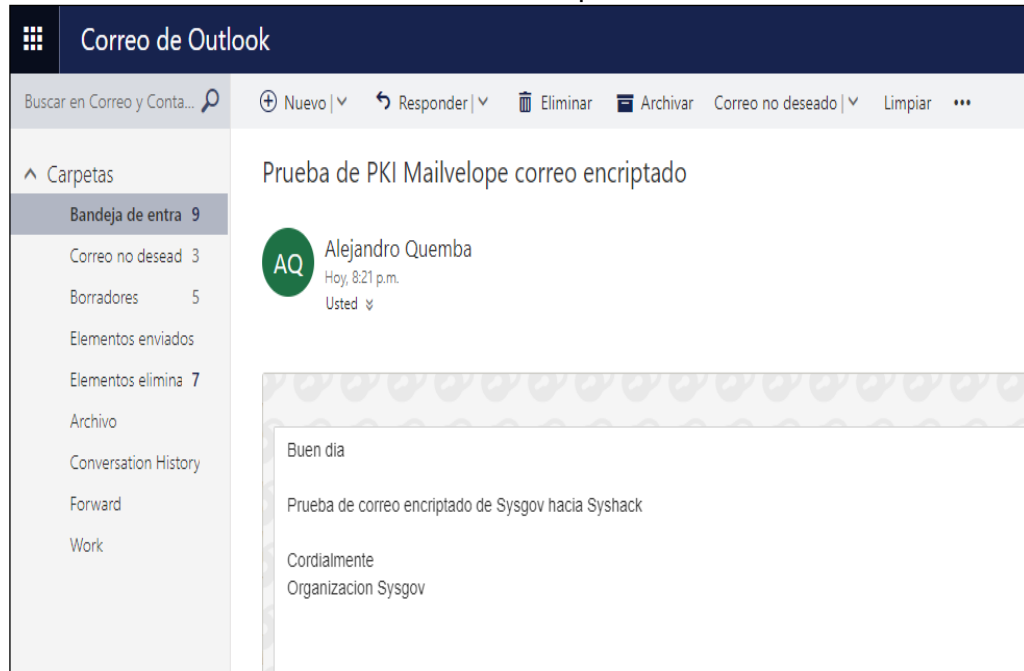 Correo de Outlook
Buscar en Correo y Conta...
Nuevo | Responder | Eliminar Archivar Correo no deseado | Limpiar •••
Carpetas
Bandeja de entra 9
Correo no desead 3
Borradores 5
Elementos enviados
Elementos elimina 7
Archivo
Conversation History
Forward
Work
Prueba de PKI Mailvelope correo encriptado
AQ
Alejandro Quemba
Hoy, 8:21 p.m.
Usted
Buen dia
Prueba de correo encriptado de Sysgov hacia Syshack
Cordialmente
Organizacion Sysgov